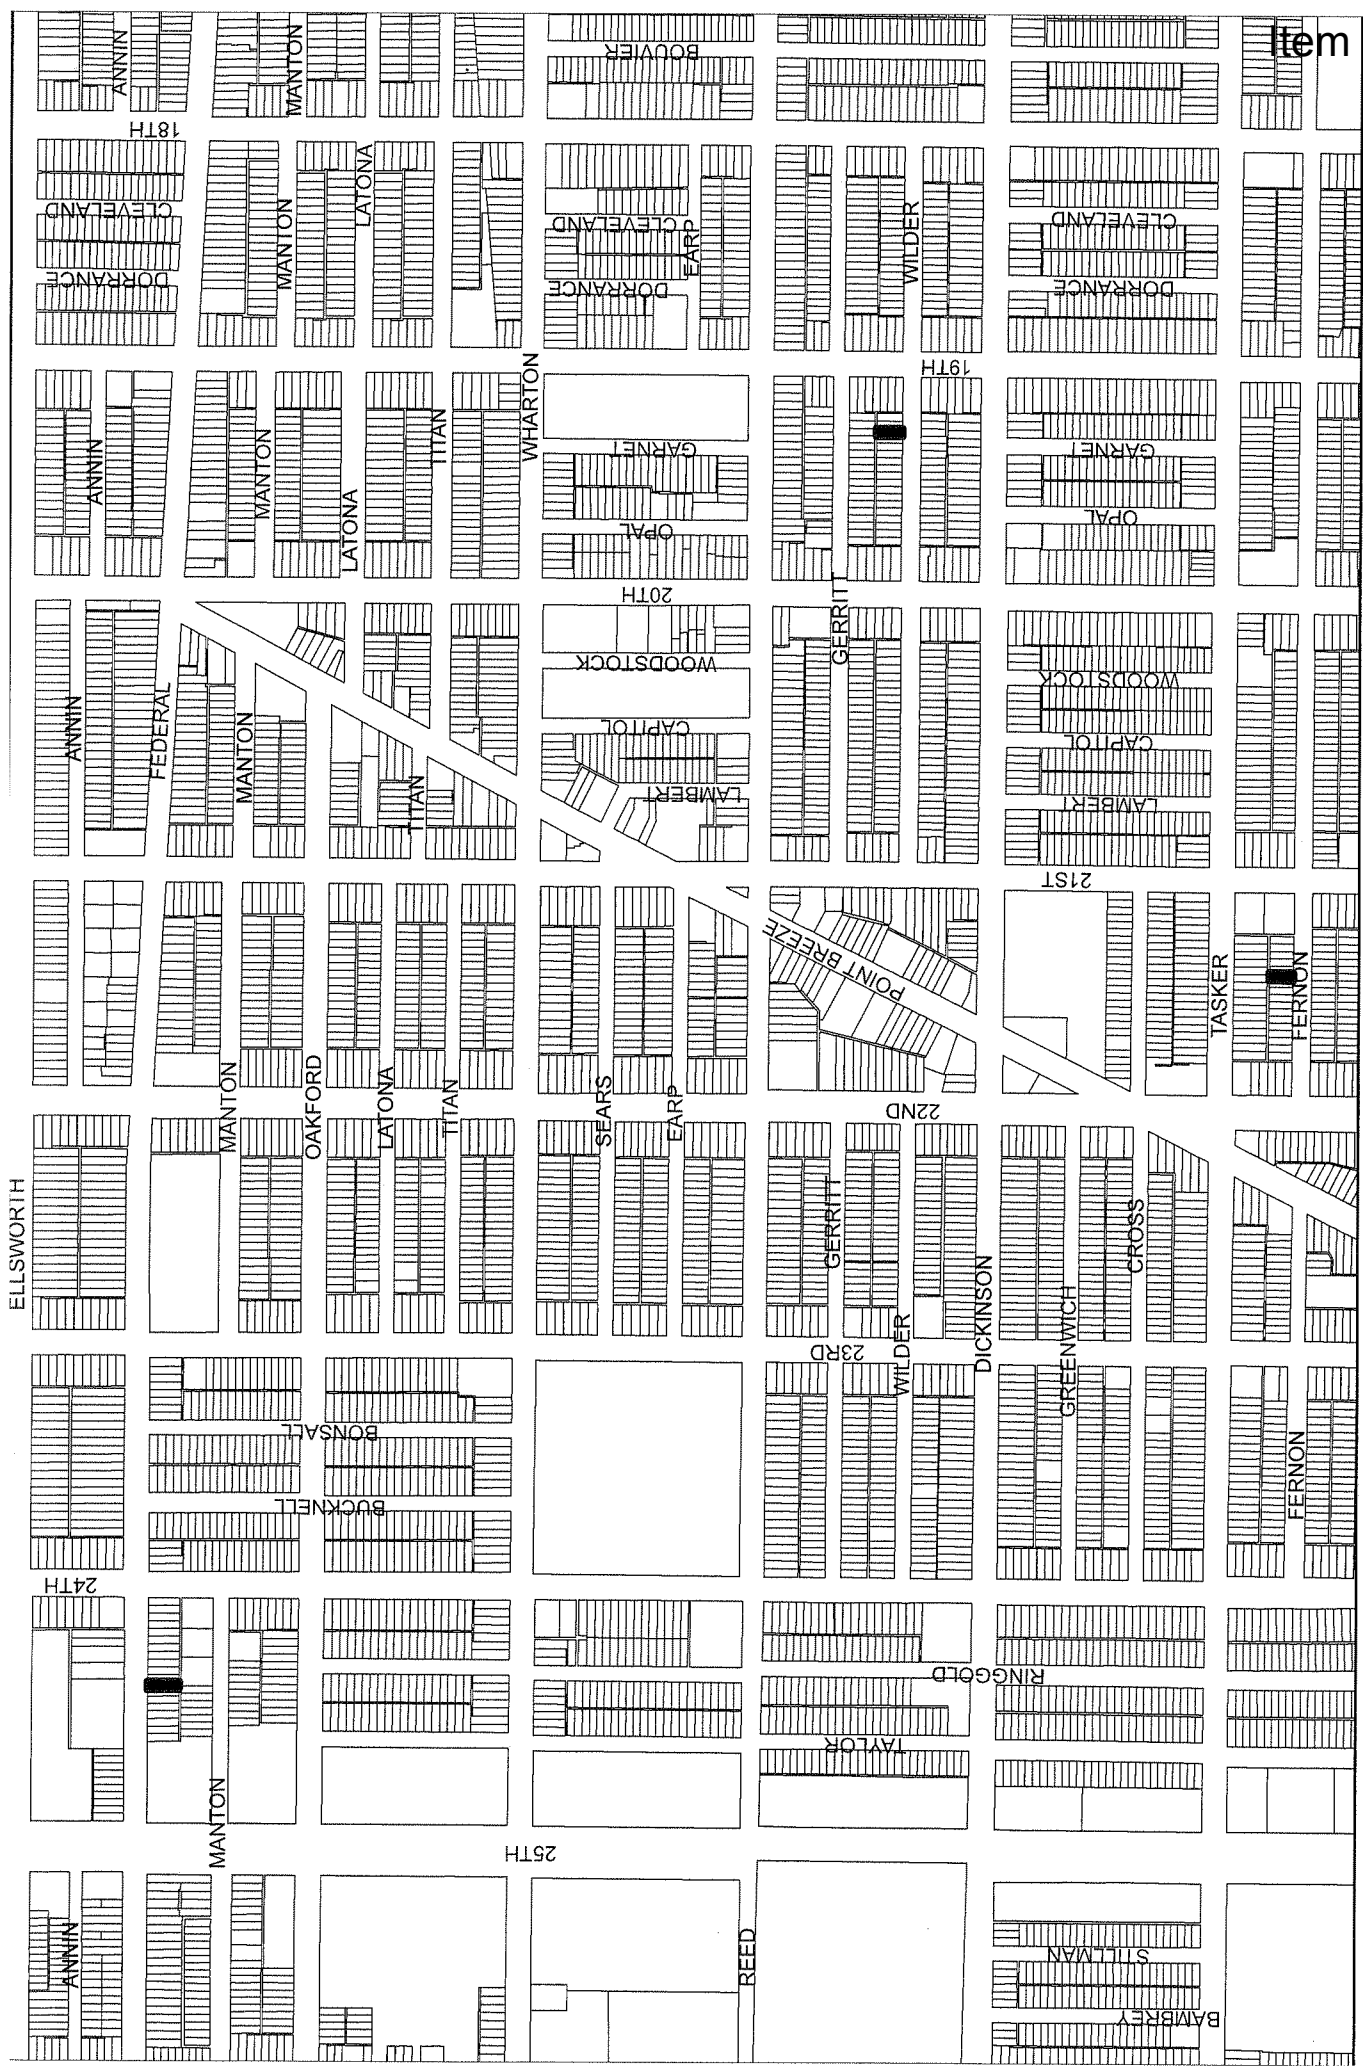 Item
ANNIN
MANTON
BOUVIER
18TH
LATONA
CLEVELAND
MANTON
CLEVELAND
EARP
WILDER
CLEVELAND
DORRANCE
DORRANCE
DORRANCE
19TH
WHARTON
TITAN
ANNIN
MANTON
GARNET
GARNET
LATONA
OPAL
OPAL
20TH
GERRITT
WOODSTOCK
WOODSTOCK
ANNIN
FEDERAL
MANTON
CAPITOL
CAPITOL
TITAN
LAMBERT
LAMBERT
21ST
POINT BREEZE
TASKER
FERNON
MANTON
OAKFORD
LATONA
TITAN
SEARS
EARP
22ND
ELLSWORTH
GERRITT
CROSS
DICKINSON
23RD
WILDER
GREENWICH
BONSALL
FERNON
BUCKNELL
24TH
RINGGOLD
TAYLOR
MANTON
25TH
ANNIN
REED
STILLMAN
BAMBREY